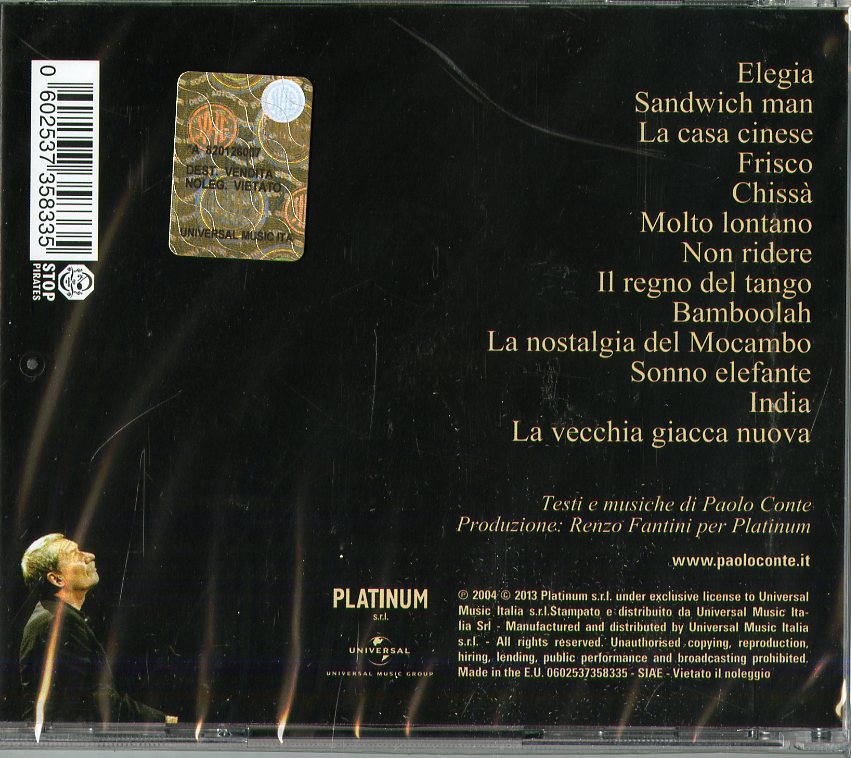 0 602537 358335
STOP
PIRATES
A 820126087
DEST. VENDITA
NOLEG. VIETATO
UNIVERSAL MUSIC ITA
Elegia
Sandwich man
La casa cinese
Frisco
Chissà
Molto lontano
Non ridere
Il regno del tango
Bamboolah
La nostalgia del Mocambo
Sonno elefante
India
La vecchia giacca nuova
Testi e musiche di Paolo Conte
Produzione: Renzo Fantini per Platinum
www.paoloconte.it
PLATINUM
s.r.l.
UNIVERSAL
UNIVERSAL MUSIC GROUP
℗ 2004 © 2013 Platinum s.r.l. under exclusive license to Universal
Music Italia s.r.l.Stampato e distribuito da Universal Music Ita-
lia Srl - Manufactured and distributed by Universal Music Italia
s.r.l. - All rights reserved. Unauthorised copying, reproduction,
hiring, lending, public performance and broadcasting prohibited.
Made in the E.U. 0602537358335 - SIAE - Vietato il noleggio